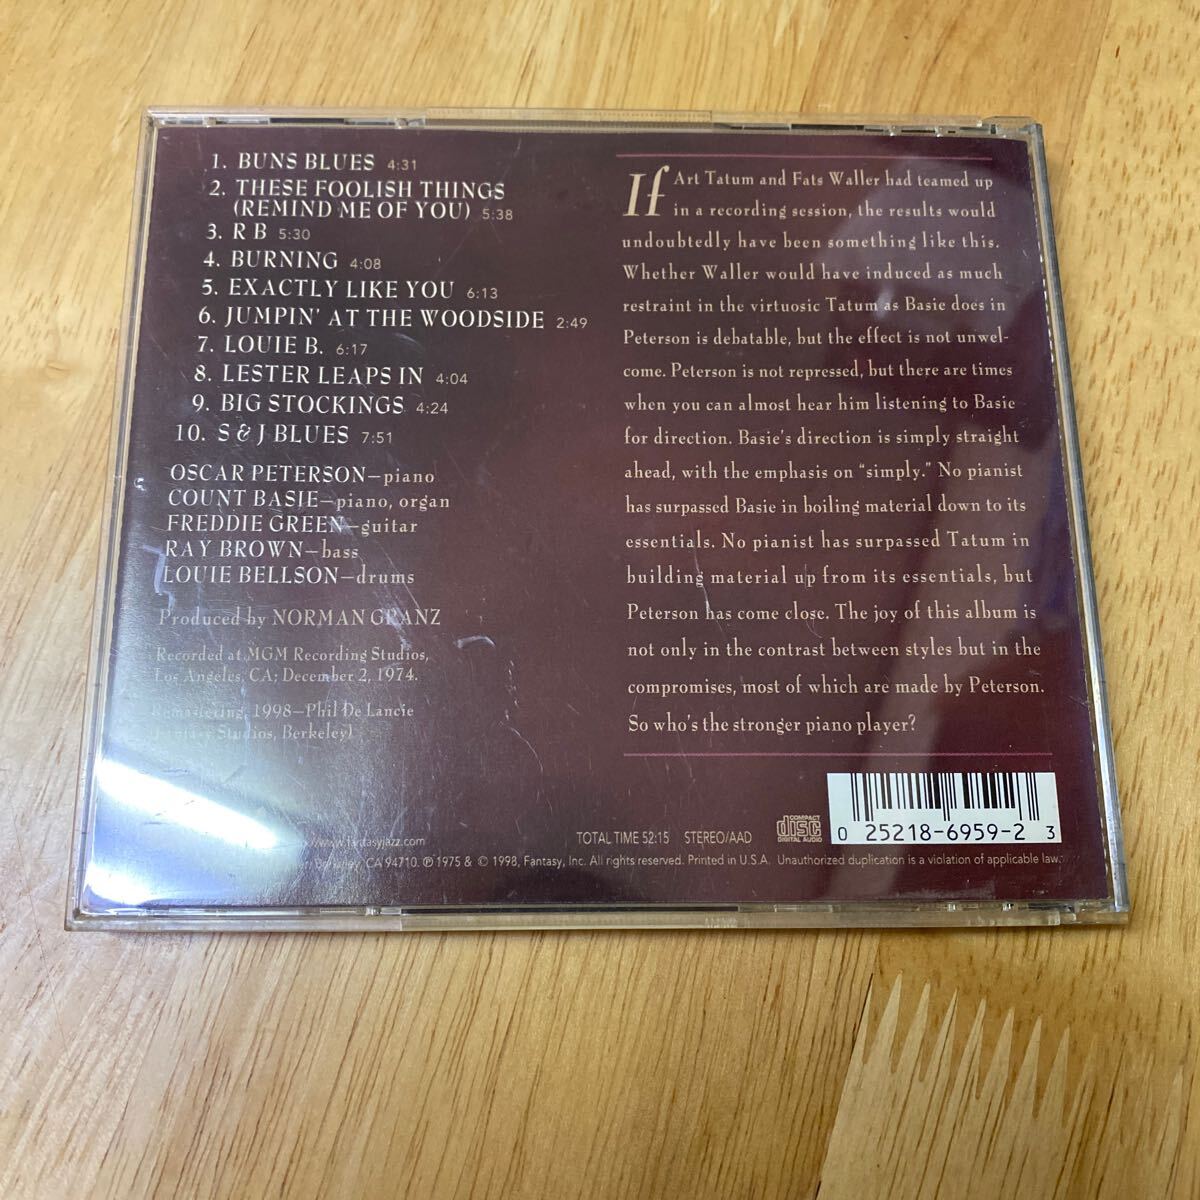 1. BUNS BLUES 4:31
2. THESE FOOLISH THINGS
(REMIND ME OF YOU) 5:38
3. R B 5:30
4. BURNING 4:08
5. EXACTLY LIKE YOU 6:13
6. JUMPIN' AT THE WOODSIDE 2:49
7. LOUIE B. 6:17
8. LESTER LEAPS IN 4:04
9. BIG STOCKINGS 4:24
10. S & J BLUES 7:51
OSCAR PETERSON—piano
COUNT BASIE—piano, organ
FREDDIE GREEN—guitar
RAY BROWN—bass
LOUIE BELLSON—drums
Produced by NORMAN GRANZ
Recorded at MGM Recording Studios,
Los Angeles, CA; December 2, 1974.
Remastering, 1998—Phil De Lancie
(Fantasy Studios, Berkeley)
If Art Tatum and Fats Waller had teamed up
in a recording session, the results would
undoubtedly have been something like this.
Whether Waller would have induced as much
restraint in the virtuosic Tatum as Basie does in
Peterson is debatable, but the effect is not unwel-
come. Peterson is not repressed, but there are times
when you can almost hear him listening to Basie
for direction. Basie's direction is simply straight
ahead, with the emphasis on "simply." No pianist
has surpassed Basie in boiling material down to its
essentials. No pianist has surpassed Tatum in
building material up from its essentials, but
Peterson has come close. The joy of this album is
not only in the contrast between styles but in the
compromises, most of which are made by Peterson.
So who's the stronger piano player?
0 25218-6959-2 3
TOTAL TIME 52:15 STEREO/AAD
COMPACT
disc
DIGITAL AUDIO
//www.fantasyjazz.com
Berkeley, CA 94710. ℗ 1975 & © 1998, Fantasy, Inc. All rights reserved. Printed in U.S.A. Unauthorized duplication is a violation of applicable law.